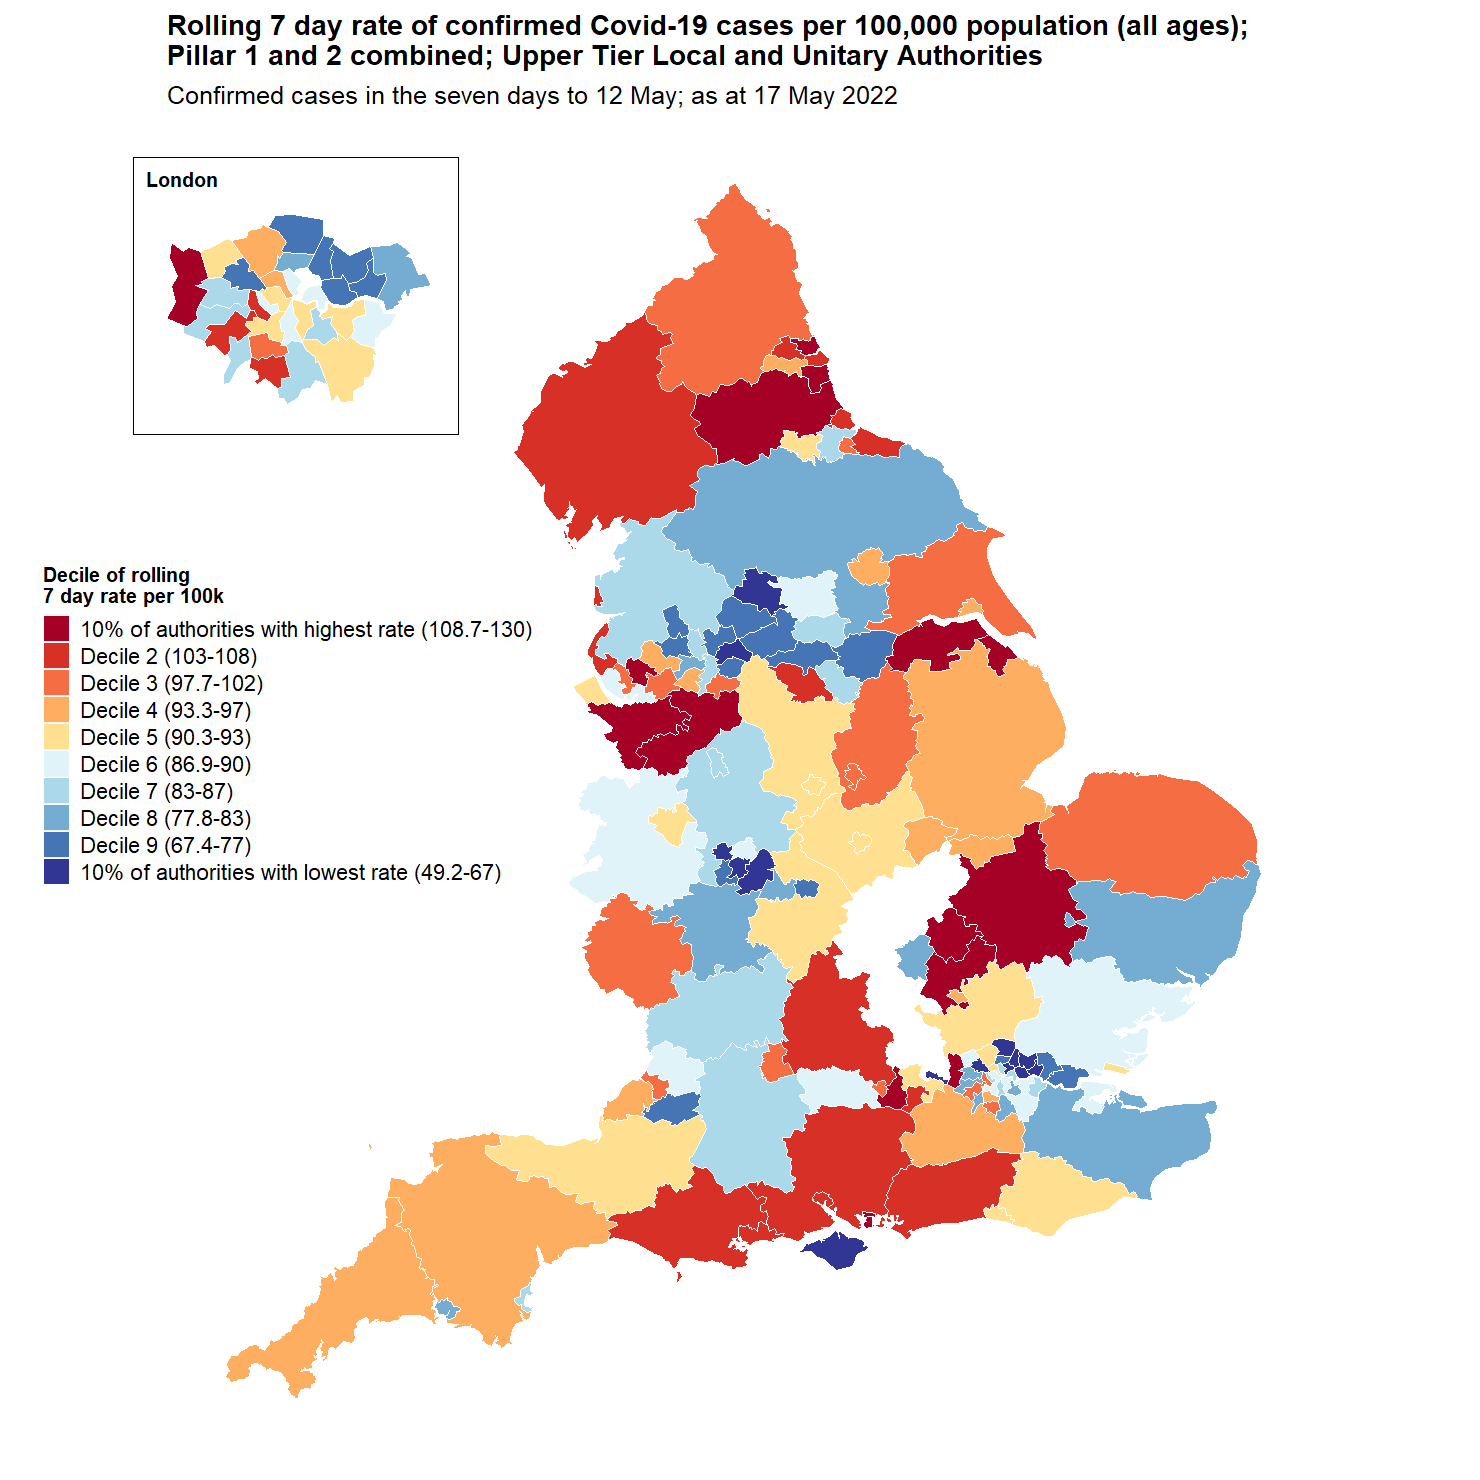 Rolling 7 day rate of confirmed Covid-19 cases per 100,000 population (all ages);
Pillar 1 and 2 combined; Upper Tier Local and Unitary Authorities
Confirmed cases in the seven days to 12 May; as at 17 May 2022
London
Decile of rolling
7 day rate per 100k
10% of authorities with highest rate (108.7-130)
Decile 2 (103-108)
Decile 3 (97.7-102)
Decile 4 (93.3-97)
Decile 5 (90.3-93)
Decile 6 (86.9-90)
Decile 7 (83-87)
Decile 8 (77.8-83)
Decile 9 (67.4-77)
10% of authorities with lowest rate (49.2-67)